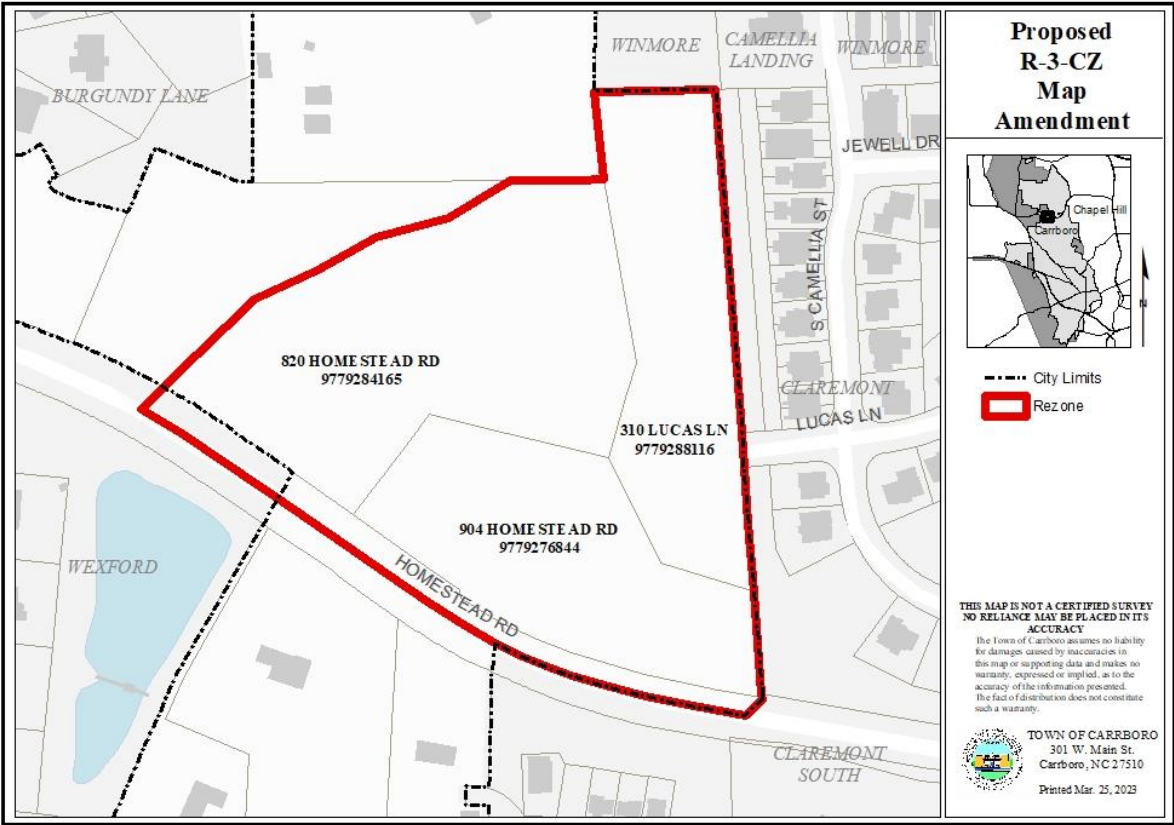 WINMORE
CAMELLIA
LANDING
WINMORE
BURGUNDY LANE
JEWELL DR
S CAMELLIA ST
820 HOMESTEAD RD
9779284165
CLAREMONT
LUCAS LN
310 LUCAS LN
9779288116
904 HOMESTEAD RD
9779276844
HOMESTEAD RD
WEXFORD
CLAREMONT
SOUTH
Proposed
R-3-CZ
Map
Amendment
Chapel Hill
Carrboro
N
City Limits
Rezone
THIS MAP IS NOT A CERTIFIED SURVEY
NO RELIANCE MAY BE PLACED IN ITS
ACCURACY
The Town of Carrboro assumes no liability
for damages caused by inaccuracies in
this map or supporting data and makes no
warranty, expressed or implied, as to the
accuracy of the information presented.
The fact of distribution does not constitute
such a warranty.
TOWN OF CARRBORO
301 W. Main St.
Carrboro, NC 27510
Printed Mar. 25, 2023